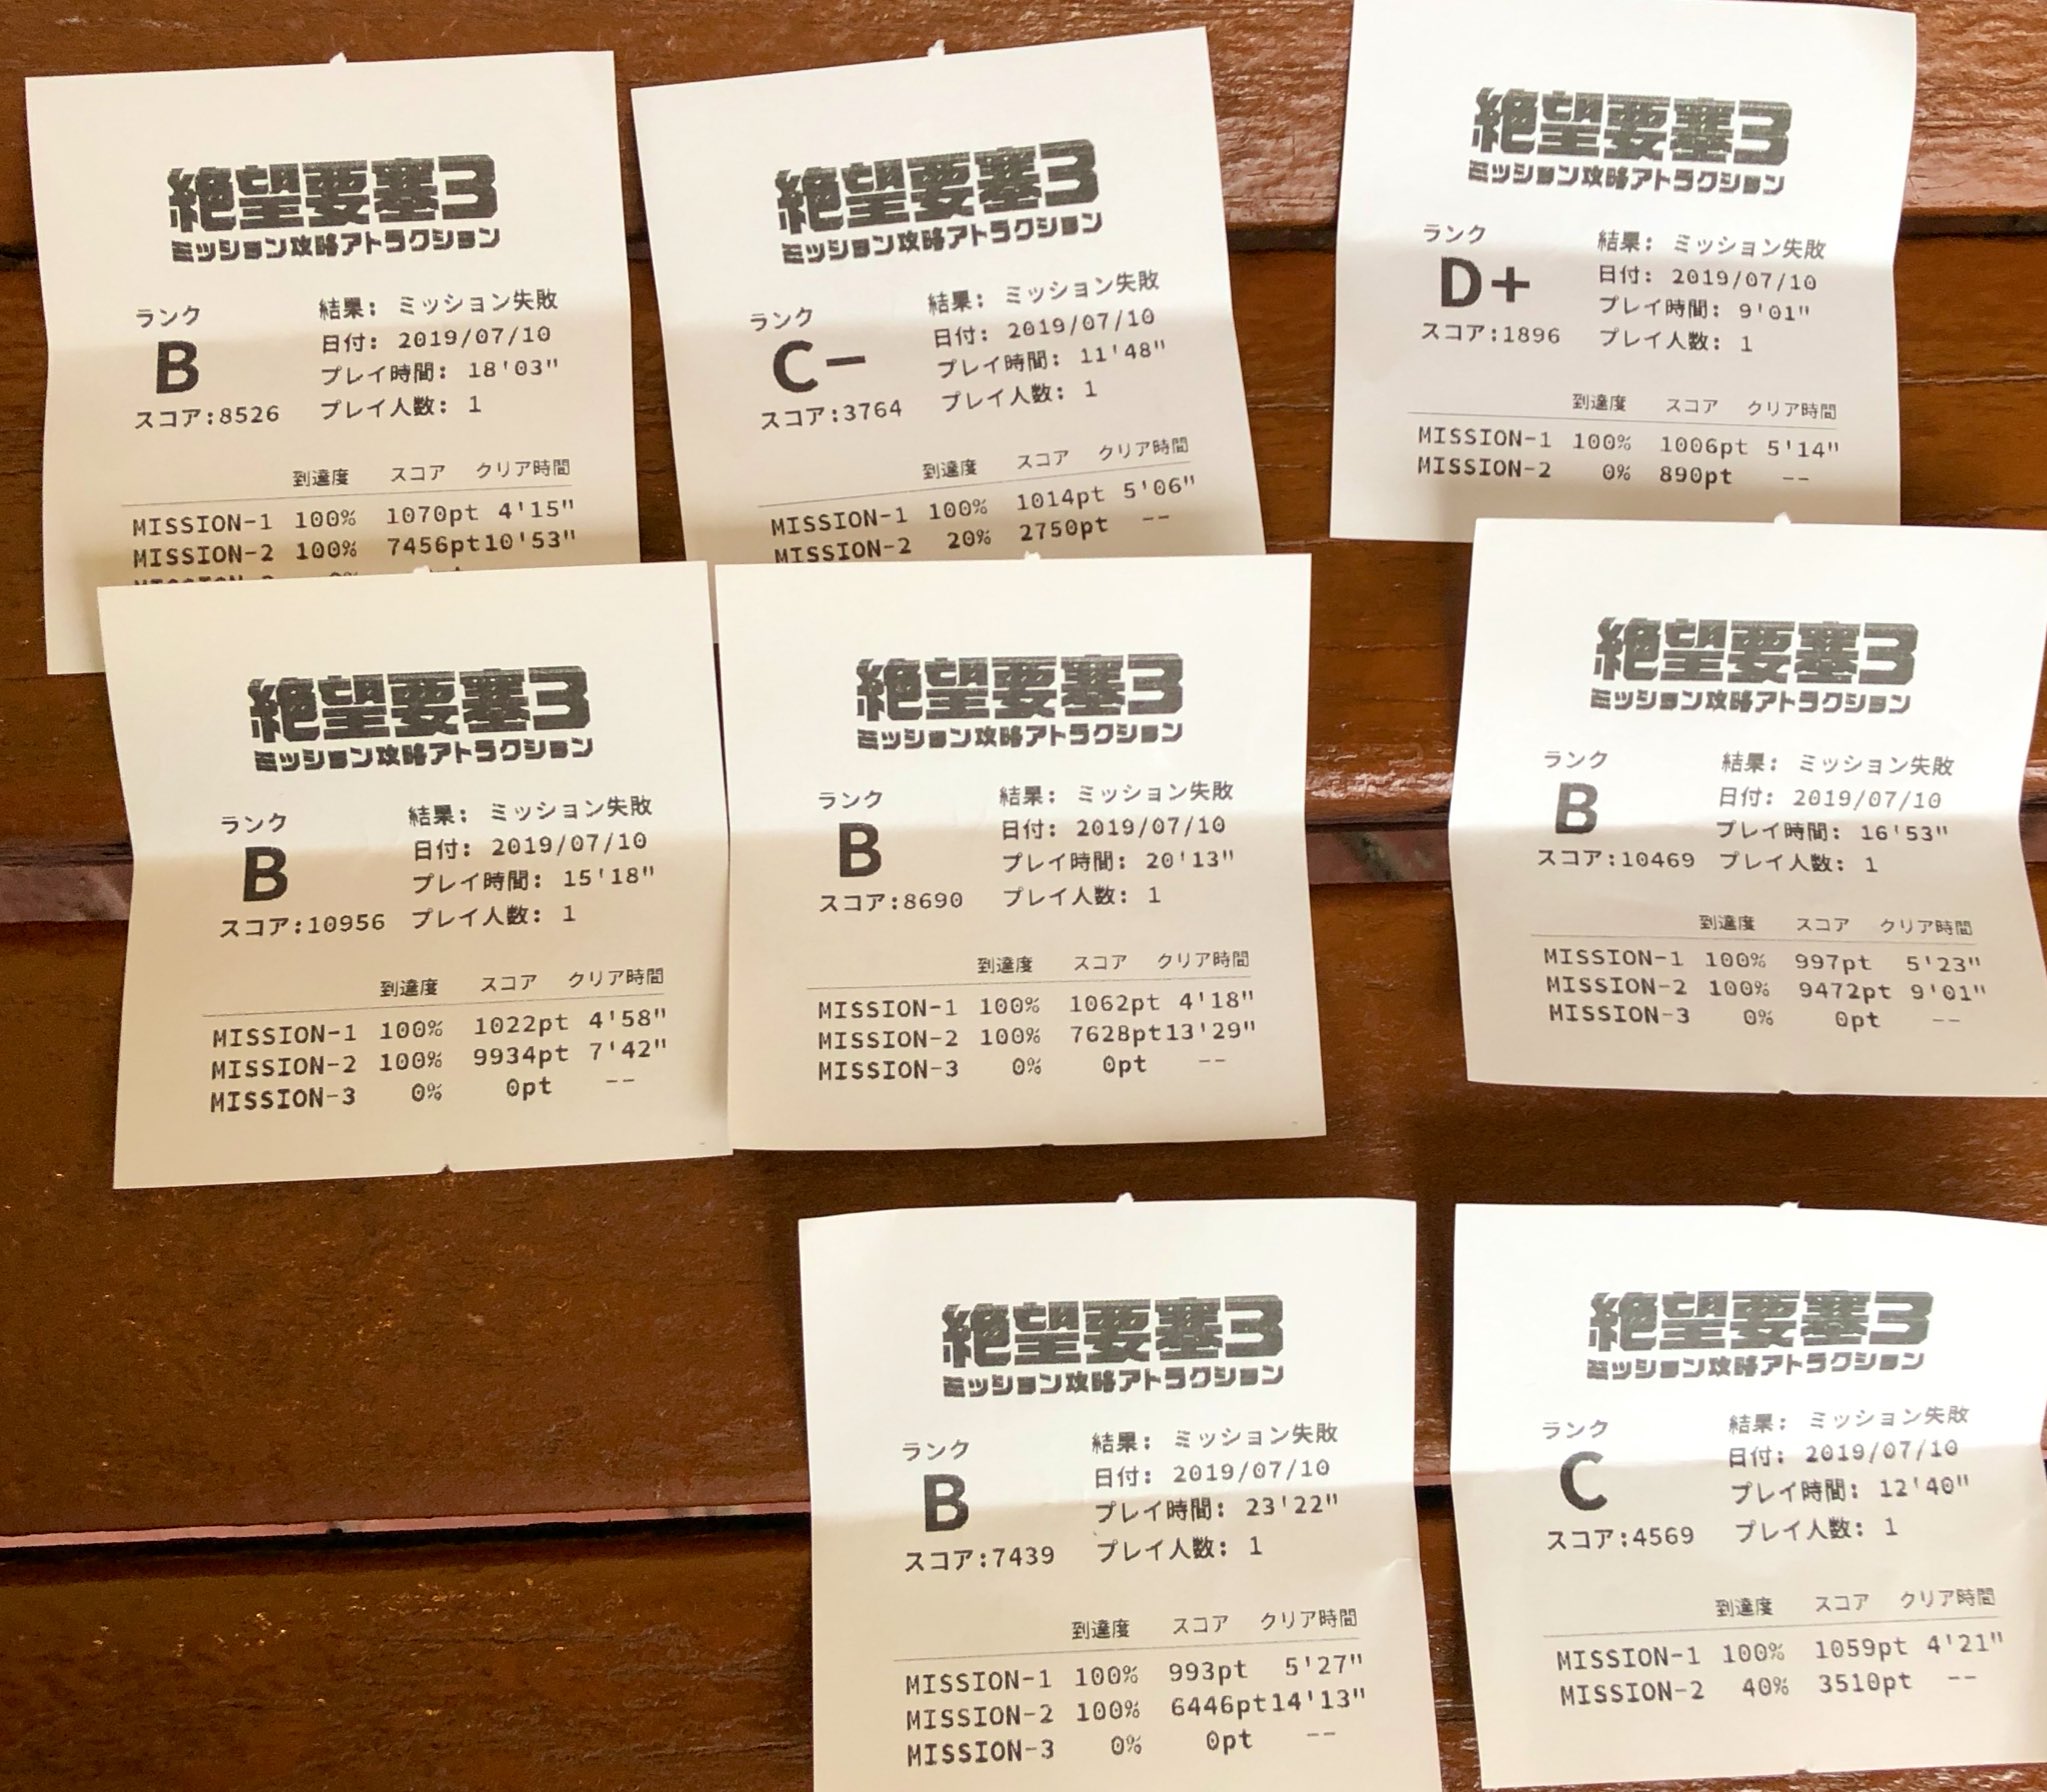 絶望要塞3
ミッション攻略アトラクション
ランク
B
スコア:8526
結果: ミッション失敗
日付: 2019/07/10
プレイ時間: 18'03"
プレイ人数: 1
到達度 スコア クリア時間
MISSION-1 100% 1070pt 4'15"
MISSION-2 100% 7456pt 10'53"
絶望要塞3
ミッション攻略アトラクション
ランク
C-
スコア:3764
結果: ミッション失敗
日付: 2019/07/10
プレイ時間: 11'48"
プレイ人数: 1
到達度 スコア クリア時間
MISSION-1 100% 1014pt 5'06"
MISSION-2 20% 2750pt --
絶望要塞3
ミッション攻略アトラクション
ランク
D+
スコア:1896
結果: ミッション失敗
日付: 2019/07/10
プレイ時間: 9'01"
プレイ人数: 1
到達度 スコア クリア時間
MISSION-1 100% 1006pt 5'14"
MISSION-2 0% 890pt --
絶望要塞3
ミッション攻略アトラクション
ランク
B
スコア:10956
結果: ミッション失敗
日付: 2019/07/10
プレイ時間: 15'18"
プレイ人数: 1
到達度 スコア クリア時間
MISSION-1 100% 1022pt 4'58"
MISSION-2 100% 9934pt 7'42"
MISSION-3 0% 0pt --
絶望要塞3
ミッション攻略アトラクション
ランク
B
スコア:8690
結果: ミッション失敗
日付: 2019/07/10
プレイ時間: 20'13"
プレイ人数: 1
到達度 スコア クリア時間
MISSION-1 100% 1062pt 4'18"
MISSION-2 100% 7628pt 13'29"
MISSION-3 0% 0pt --
絶望要塞3
ミッション攻略アトラクション
ランク
B
スコア:10469
結果: ミッション失敗
日付: 2019/07/10
プレイ時間: 16'53"
プレイ人数: 1
到達度 スコア クリア時間
MISSION-1 100% 997pt 5'23"
MISSION-2 100% 9472pt 9'01"
MISSION-3 0% 0pt --
絶望要塞3
ミッション攻略アトラクション
ランク
B
スコア:7439
結果: ミッション失敗
日付: 2019/07/10
プレイ時間: 23'22"
プレイ人数: 1
到達度 スコア クリア時間
MISSION-1 100% 993pt 5'27"
MISSION-2 100% 6446pt 14'13"
MISSION-3 0% 0pt --
絶望要塞3
ミッション攻略アトラクション
ランク
C
スコア:4569
結果: ミッション失敗
日付: 2019/07/10
プレイ時間: 12'40"
プレイ人数: 1
到達度 スコア クリア時間
MISSION-1 100% 1059pt 4'21"
MISSION-2 40% 3510pt --